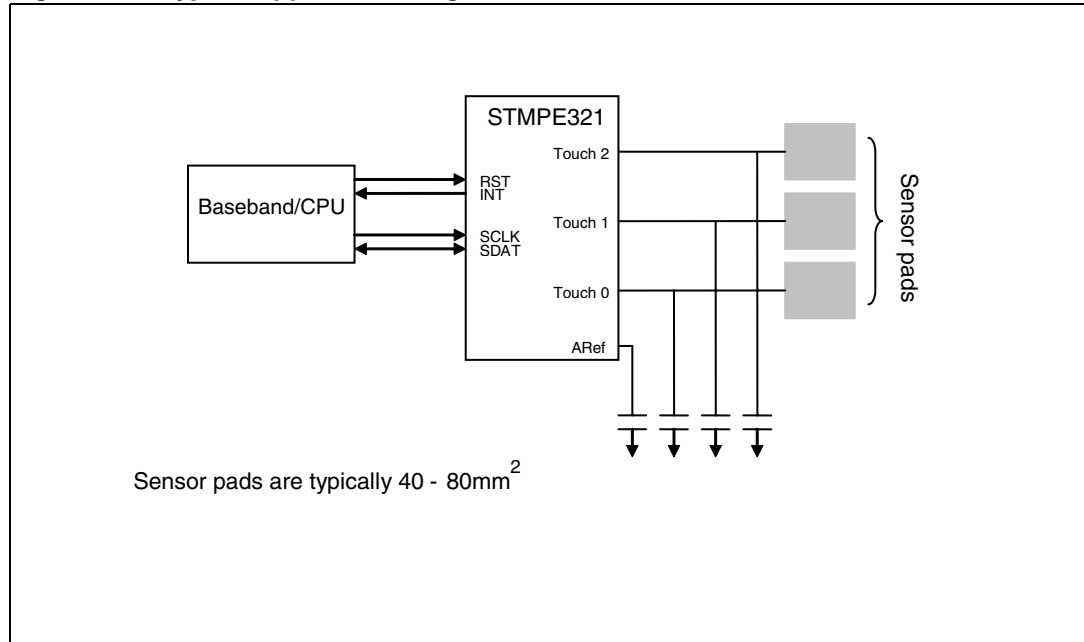 STMPE321
Touch 2
RST
INT
Baseband/CPU
Touch 1
SCLK
SDAT
Touch 0
ARef
Sensor pads
Sensor pads are typically 40 - 80mm2